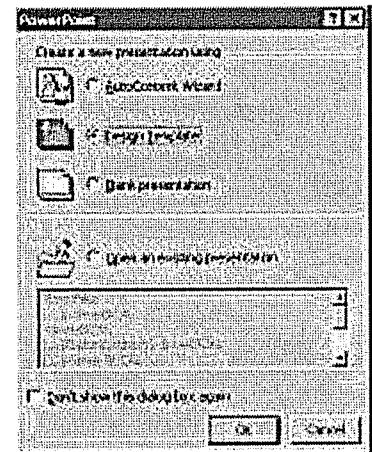 PowerPoint
Create a new presentation using
AutoContent Wizard
Design Template
Blank presentation
Open an existing presentation
Don't show this dialog box again
OK
Cancel